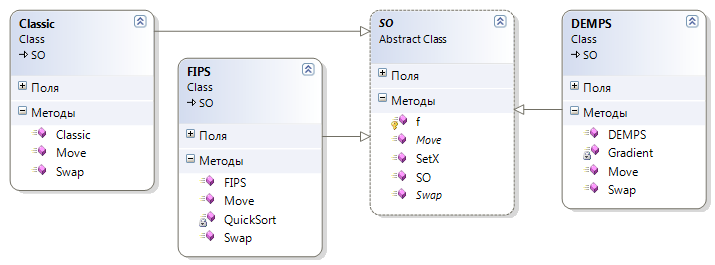 Classic
Class
SO
Поля
Методы
Classic
Move
Swap
FIPS
Class
SO
Поля
Методы
FIPS
Move
QuickSort
Swap
SO
Abstract Class
Поля
Методы
f
Move
SetX
SO
Swap
DEMPS
Class
SO
Поля
Методы
DEMPS
Gradient
Move
Swap